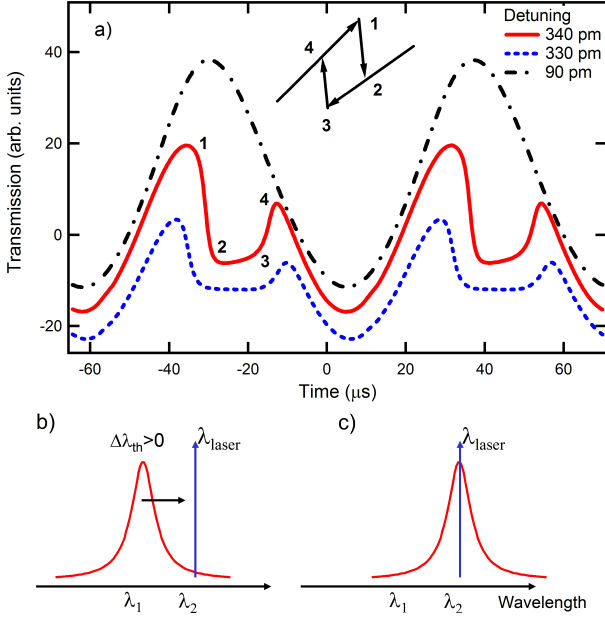 a)
Detuning
340 pm
330 pm
90 pm
Transmission (arb. units)
40
20
0
-20
1
2
3
4
1
2
3
4
-60
-40
-20
0
20
40
60
Time (μs)
b)
Δλth>0
λlaser
λ1
λ2
c)
λlaser
λ1
λ2
Wavelength